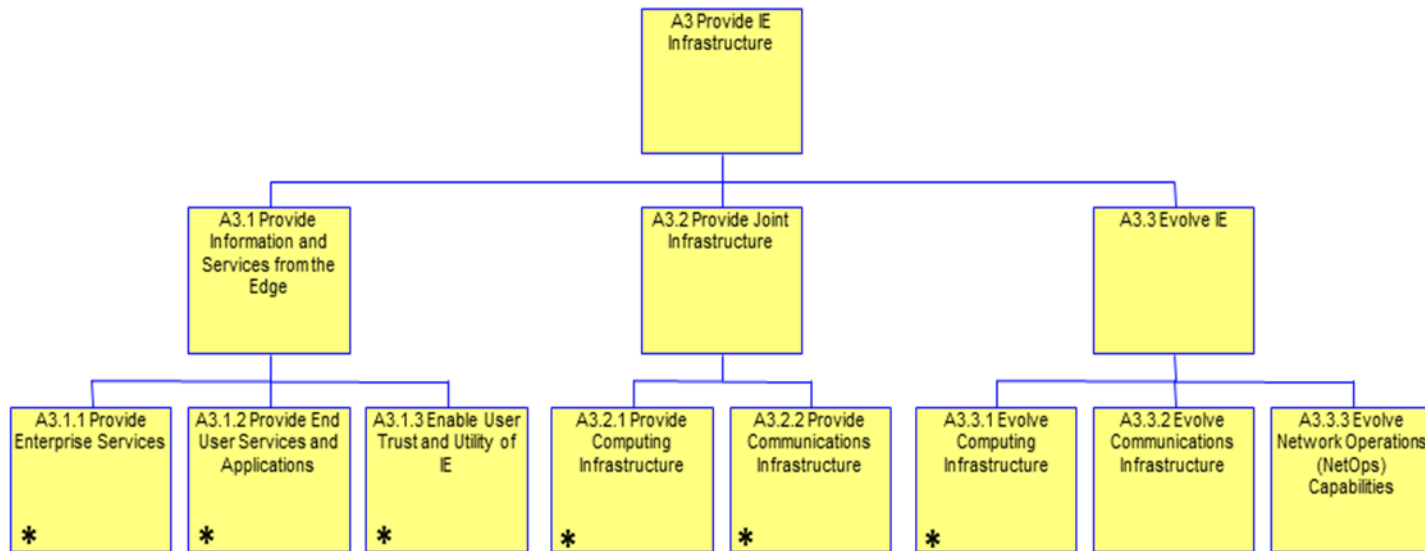 A3 Provide IE
Infrastructure
A3.1 Provide
Information and
Services from the
Edge
A3.2 Provide Joint
Infrastructure
A3.3 Evolve IE
A3.1.1 Provide
Enterprise Services
*
A3.1.2 Provide End
User Services and
Applications
*
A3.1.3 Enable User
Trust and Utility of
IE
*
A3.2.1 Provide
Computing
Infrastructure
*
A3.2.2 Provide
Communications
Infrastructure
*
A3.3.1 Evolve
Computing
Infrastructure
*
A3.3.2 Evolve
Communications
Infrastructure
A3.3.3 Evolve
Network Operations
(NetOps)
Capabilities